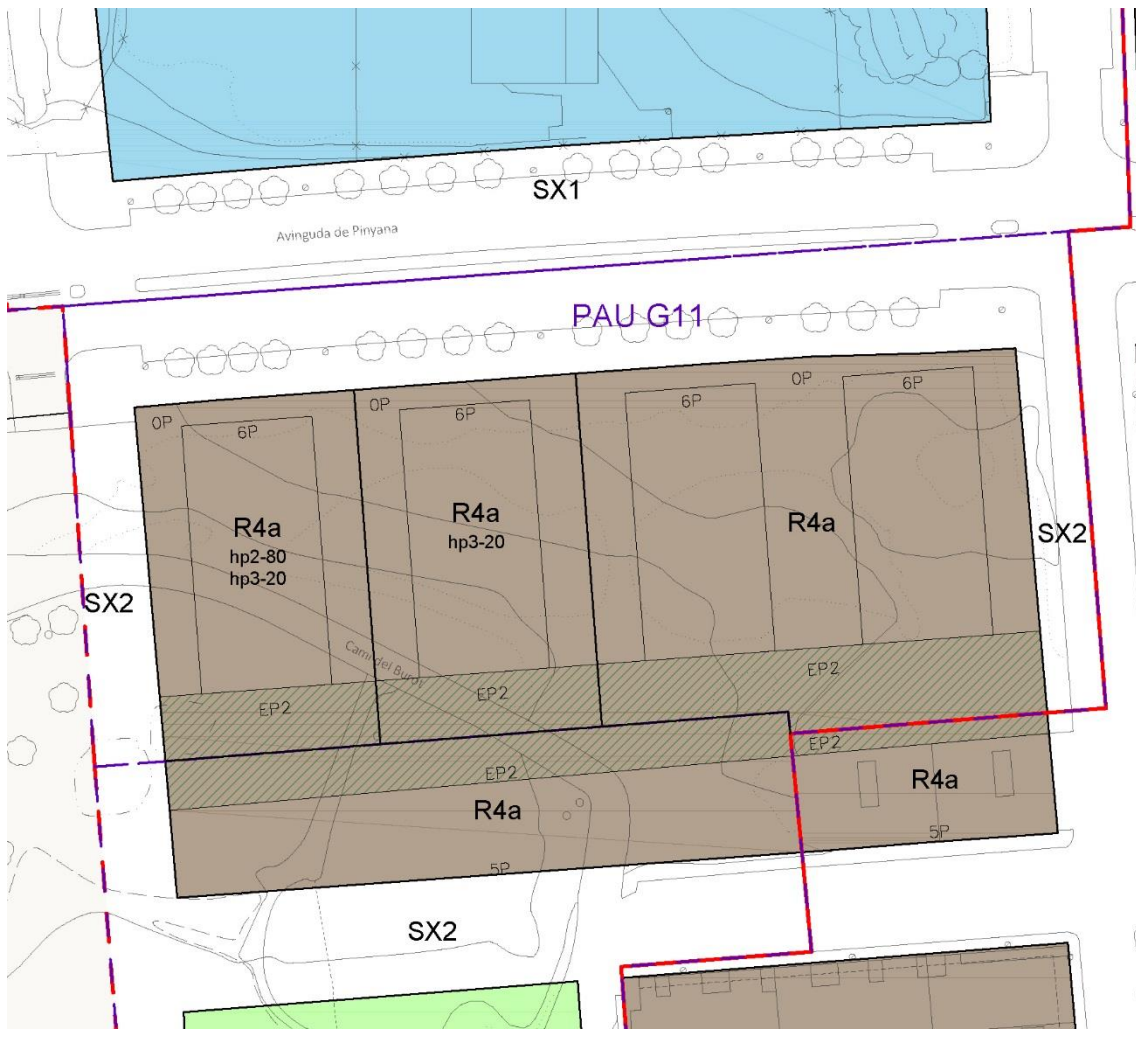 SX1
Avinguda de Pinyana
PAU G11
0P
6P
0P
6P
6P
0P
6P
R4a
hp2-80
hp3-20
R4a
hp3-20
R4a
SX2
SX2
Camí del Buròt
EP2
EP2
EP2
EP2
EP2
R4a
R4a
5P
5P
SX2